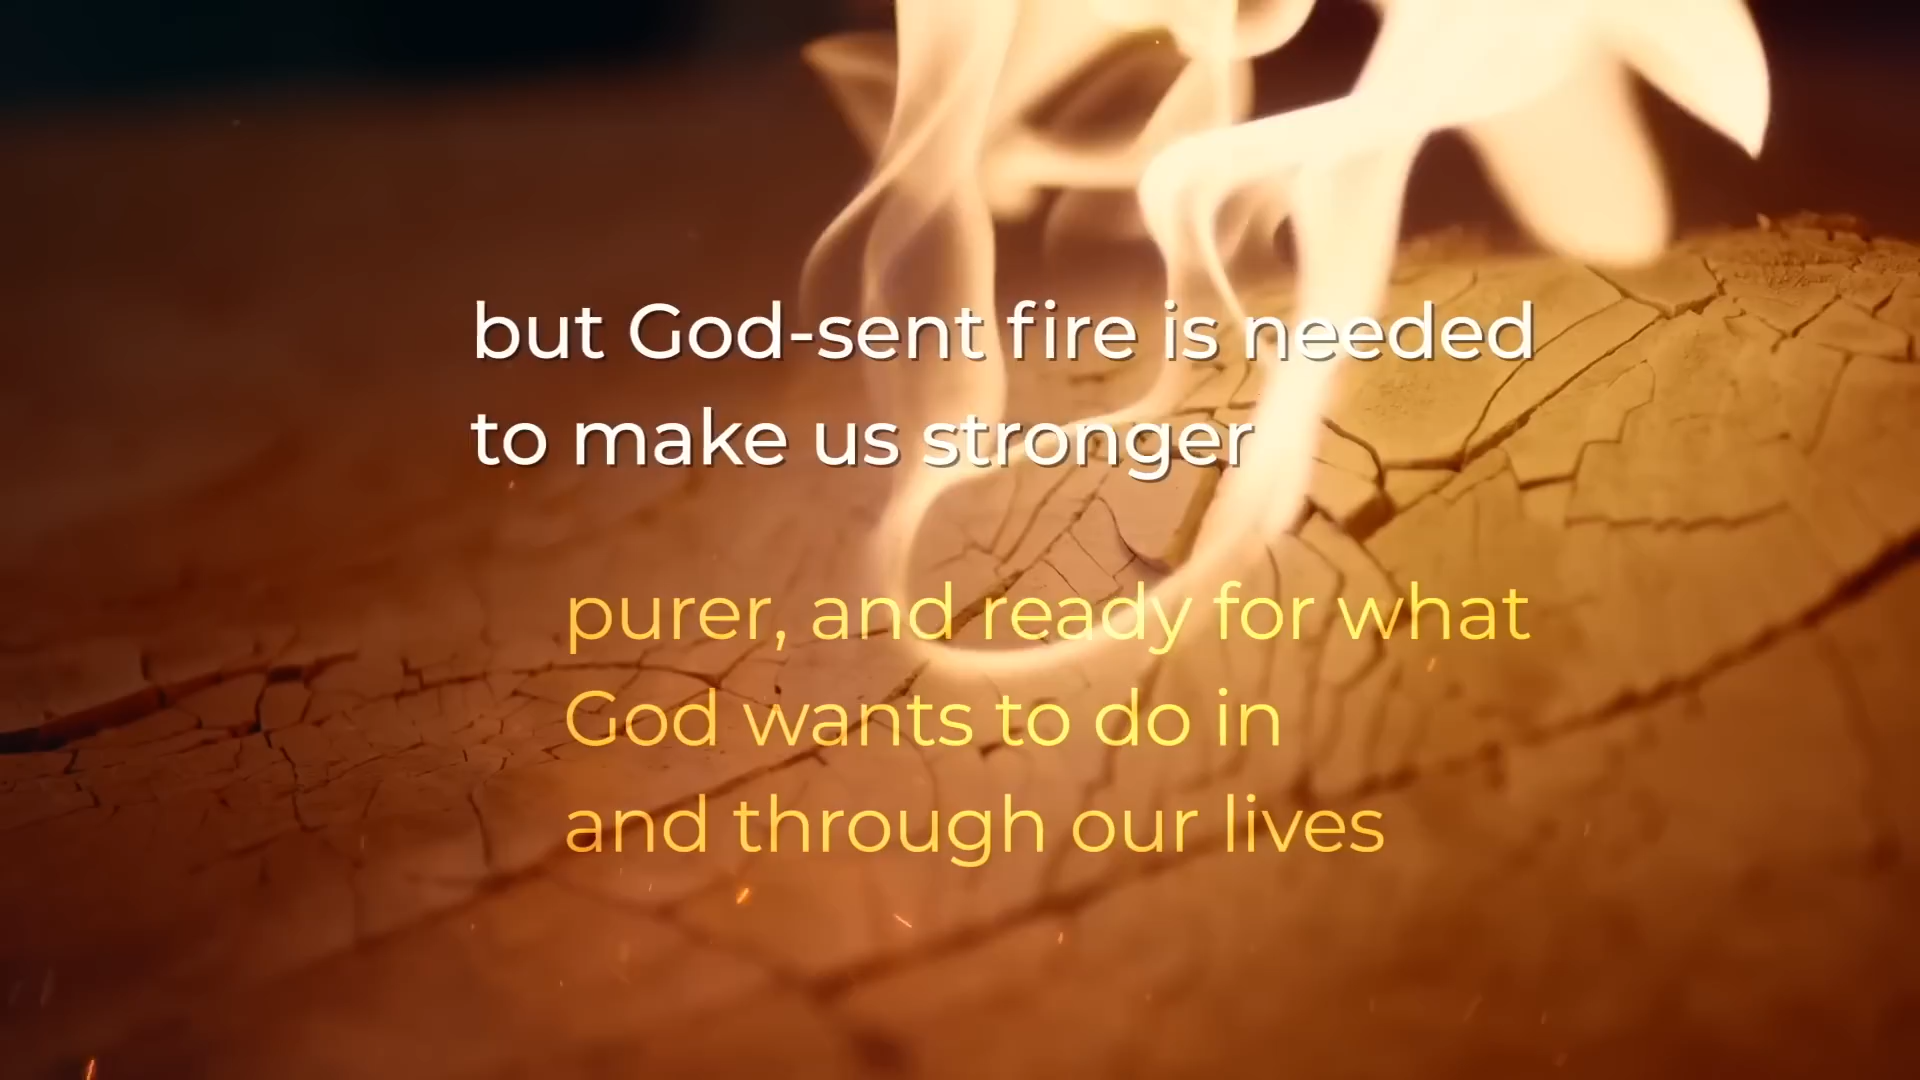 but God-sent fire is needed
to make us stronger
purer, and ready for what
God wants to do in
and through our lives